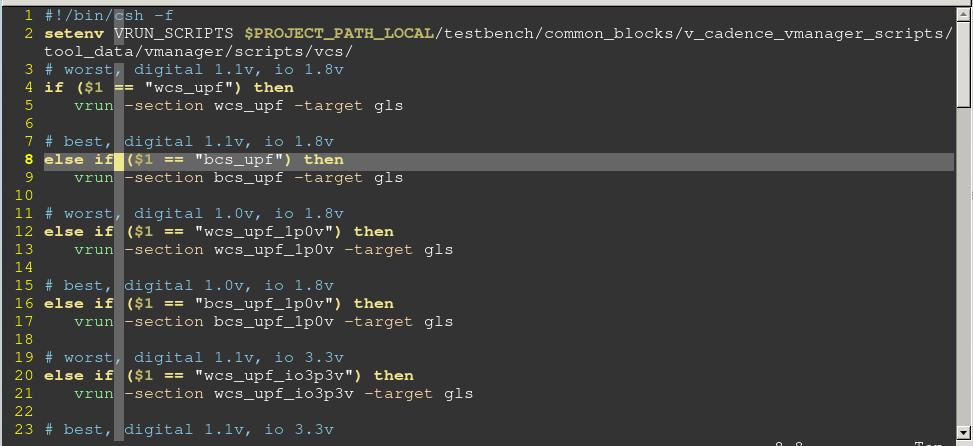 1 #!/bin/csh -f
2 setenv VRUN_SCRIPTS $PROJECT_PATH_LOCAL/testbench/common_blocks/v_cadence_vmanager_scripts/
tool_data/vmanager/scripts/vcs/
3 # worst, digital 1.1v, io 1.8v
4 if ($1 == "wcs_upf") then
5 vrun -section wcs_upf -target gls
6
7 # best, digital 1.1v, io 1.8v
8 else if ($1 == "bcs_upf") then
9 vrun -section bcs_upf -target gls
10
11 # worst, digital 1.0v, io 1.8v
12 else if ($1 == "wcs_upf_1p0v") then
13 vrun -section wcs_upf_1p0v -target gls
14
15 # best, digital 1.0v, io 1.8v
16 else if ($1 == "bcs_upf_1p0v") then
17 vrun -section bcs_upf_1p0v -target gls
18
19 # worst, digital 1.1v, io 3.3v
20 else if ($1 == "wcs_upf_io3p3v") then
21 vrun -section wcs_upf_io3p3v -target gls
22
23 # best, digital 1.1v, io 3.3v